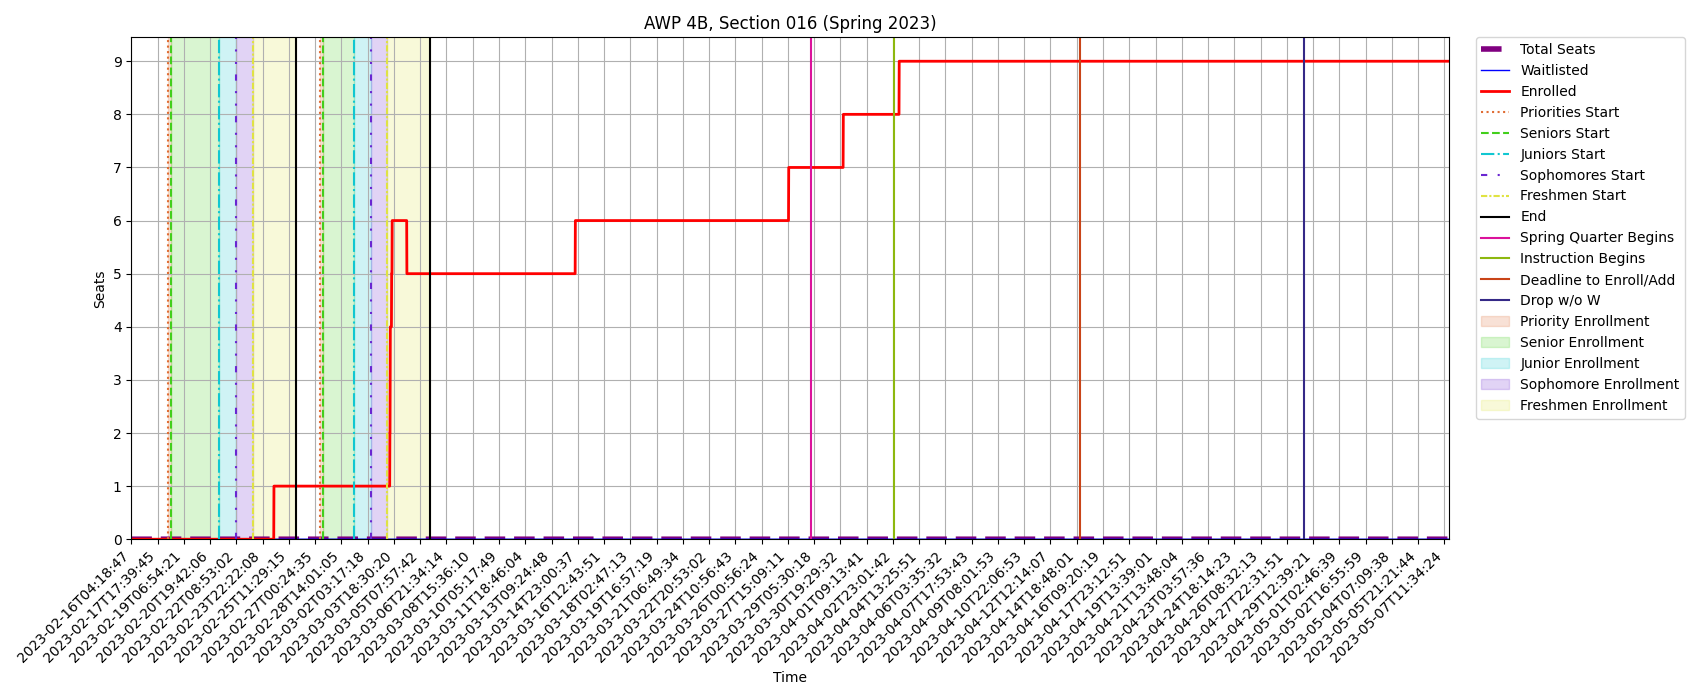 AWP 4B, Section 016 (Spring 2023)
Seats
9
8
7
6
5
4
3
2
1
0
2023-02-16T04:18:47
2023-02-17T17:39:45
2023-02-19T06:54:21
2023-02-20T19:42:06
2023-02-22T08:53:02
2023-02-23T22:22:08
2023-02-25T11:29:15
2023-02-27T00:24:35
2023-02-28T14:01:05
2023-03-02T03:17:18
2023-03-03T18:30:20
2023-03-05T07:57:42
2023-03-06T21:34:14
2023-03-08T15:36:10
2023-03-10T05:17:49
2023-03-11T18:46:04
2023-03-13T09:24:48
2023-03-14T23:00:37
2023-03-16T12:43:51
2023-03-18T02:47:13
2023-03-19T16:57:19
2023-03-21T06:49:34
2023-03-22T20:53:02
2023-03-24T10:56:43
2023-03-26T00:56:24
2023-03-27T15:09:11
2023-03-29T05:30:18
2023-03-30T19:29:32
2023-04-01T09:13:41
2023-04-02T23:01:42
2023-04-04T13:25:51
2023-04-06T03:35:32
2023-04-07T17:53:43
2023-04-09T08:01:53
2023-04-10T22:06:53
2023-04-12T12:14:07
2023-04-14T18:48:01
2023-04-16T09:20:19
2023-04-17T23:12:51
2023-04-19T13:39:01
2023-04-21T13:48:04
2023-04-23T03:57:36
2023-04-24T18:14:23
2023-04-26T08:32:13
2023-04-27T22:31:51
2023-04-29T12:39:21
2023-05-01T02:46:39
2023-05-02T16:55:59
2023-05-04T07:09:38
2023-05-05T21:21:44
2023-05-07T11:34:24
Time
Total Seats
Waitlisted
Enrolled
Priorities Start
Seniors Start
Juniors Start
Sophomores Start
Freshmen Start
End
Spring Quarter Begins
Instruction Begins
Deadline to Enroll/Add
Drop w/o W
Priority Enrollment
Senior Enrollment
Junior Enrollment
Sophomore Enrollment
Freshmen Enrollment